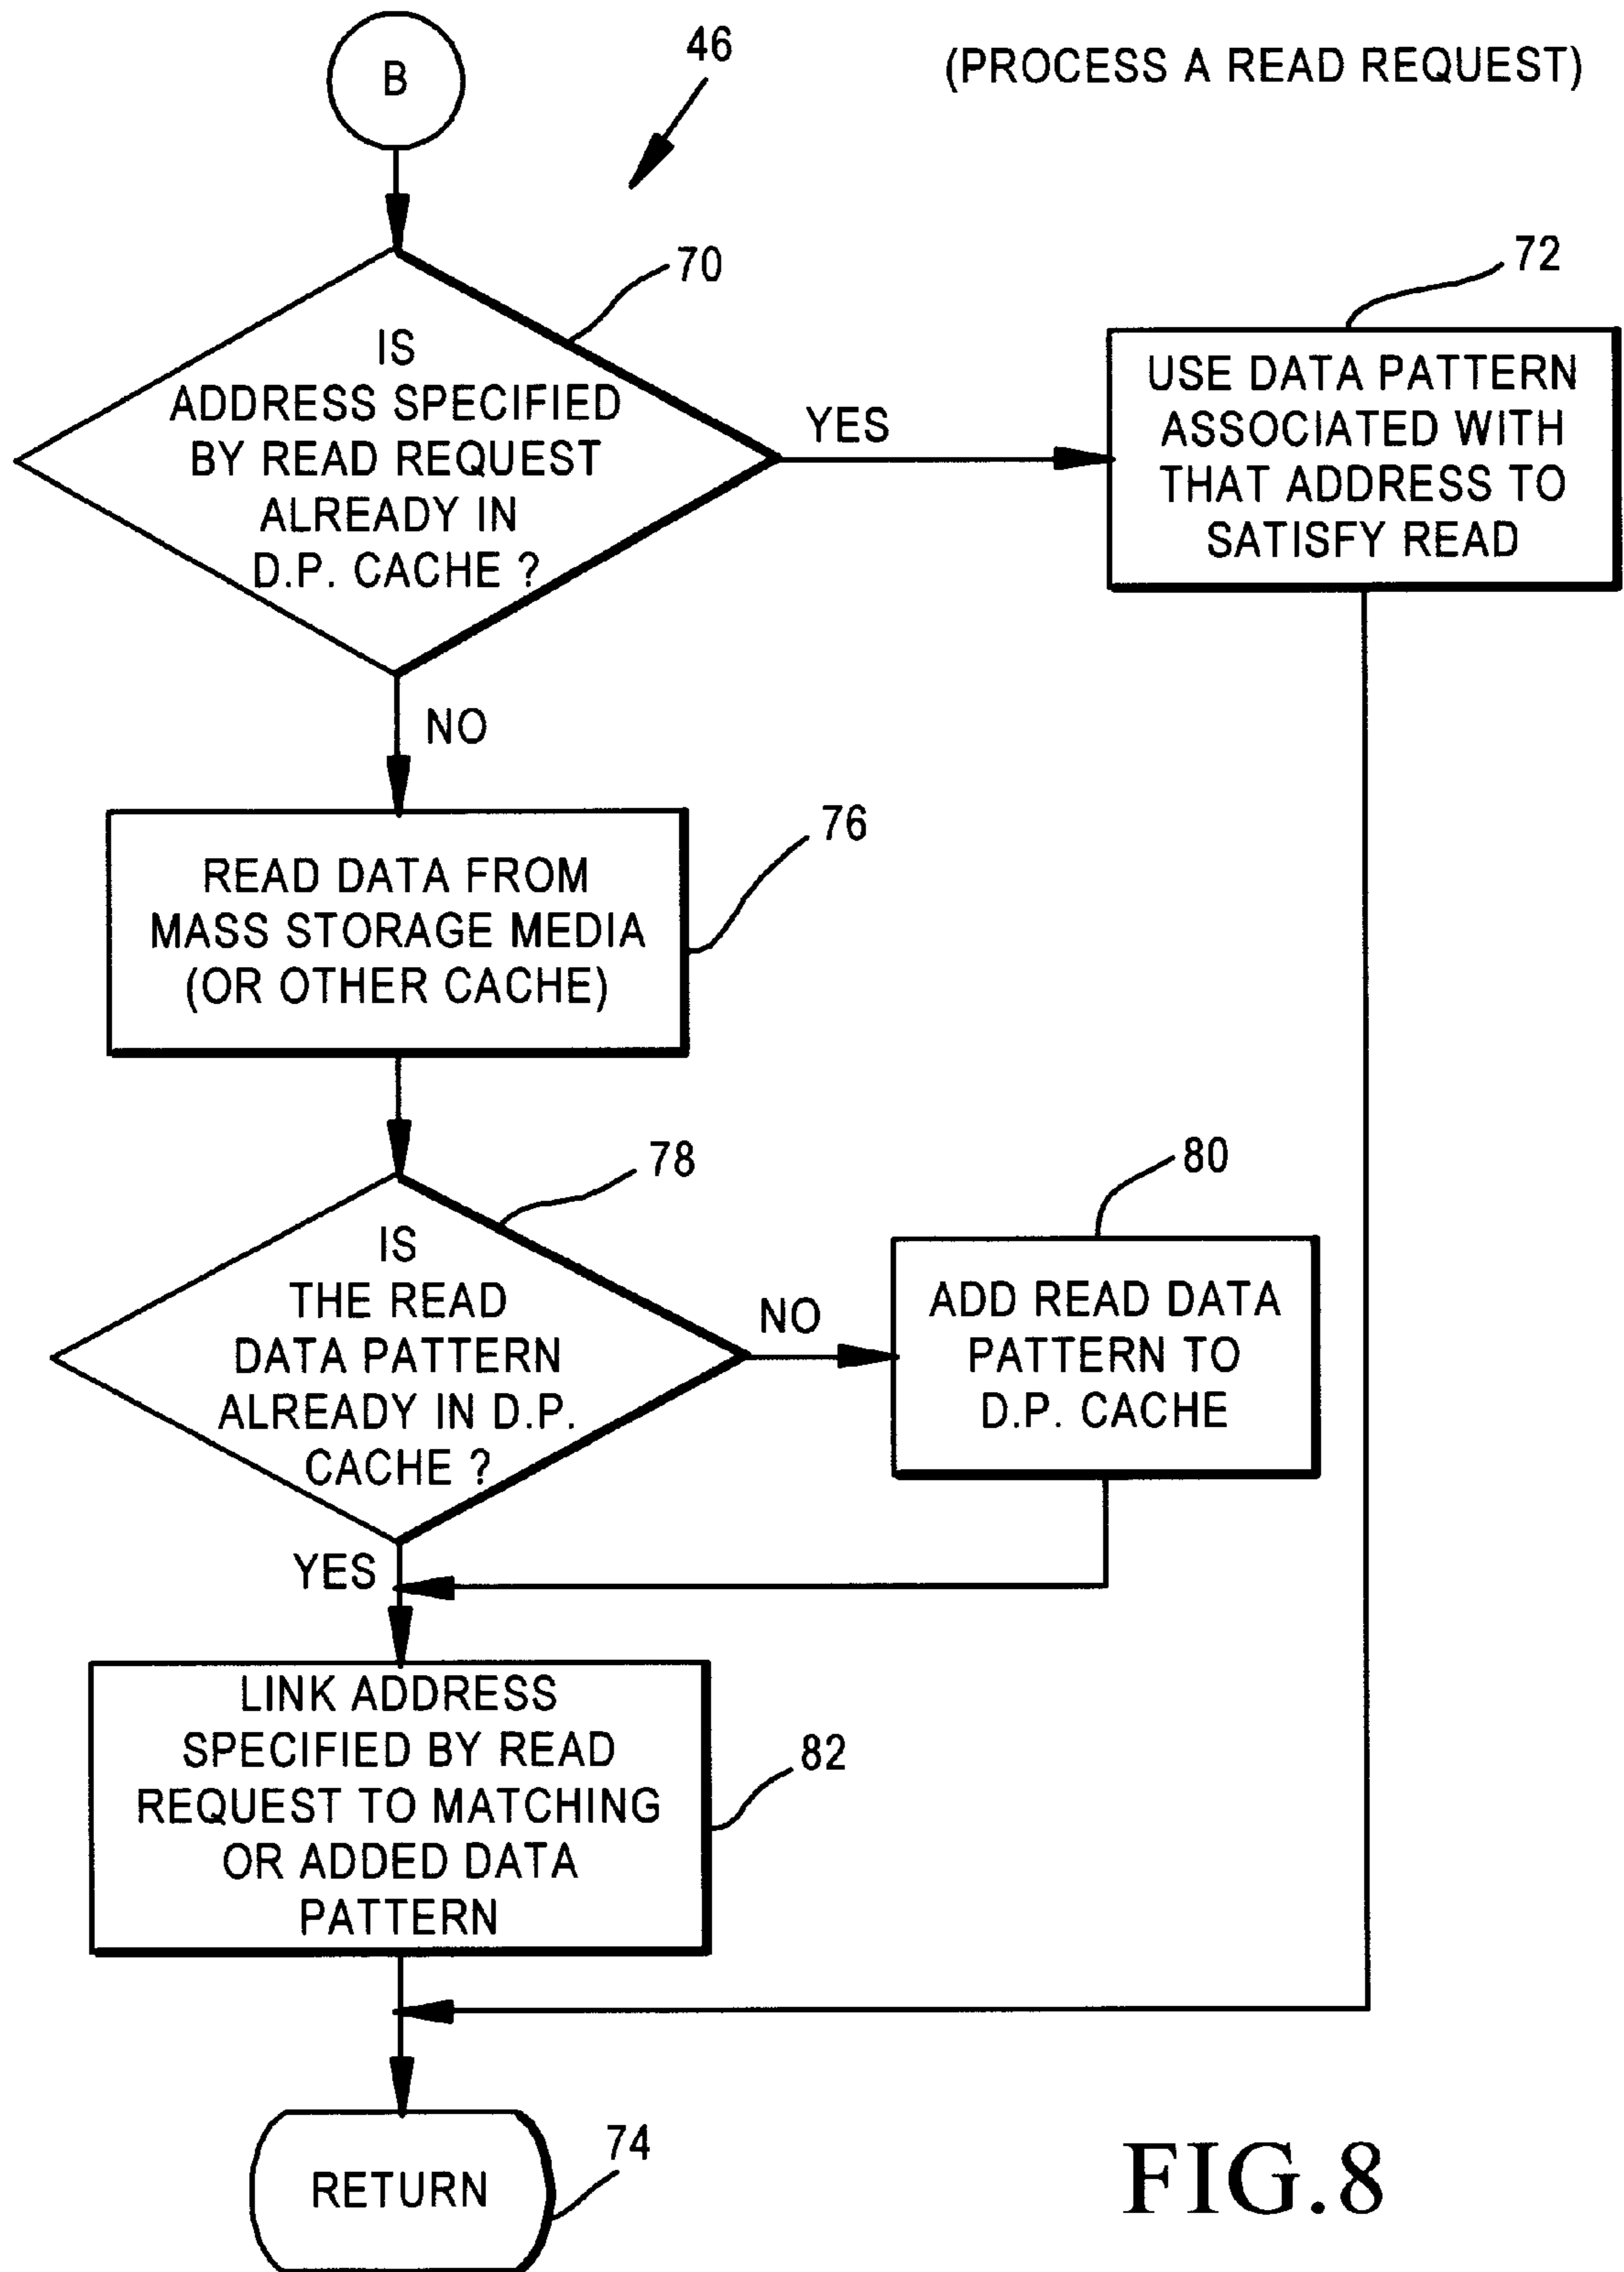 B
46
(PROCESS A READ REQUEST)
70
IS
ADDRESS SPECIFIED
BY READ REQUEST
ALREADY IN
D.P. CACHE ?
YES
72
USE DATA PATTERN
ASSOCIATED WITH
THAT ADDRESS TO
SATISFY READ
NO
76
READ DATA FROM
MASS STORAGE MEDIA
(OR OTHER CACHE)
78
IS
THE READ
DATA PATTERN
ALREADY IN D.P.
CACHE ?
NO
80
ADD READ DATA
PATTERN TO
D.P. CACHE
YES
82
LINK ADDRESS
SPECIFIED BY READ
REQUEST TO MATCHING
OR ADDED DATA
PATTERN
74
RETURN
FIG.8